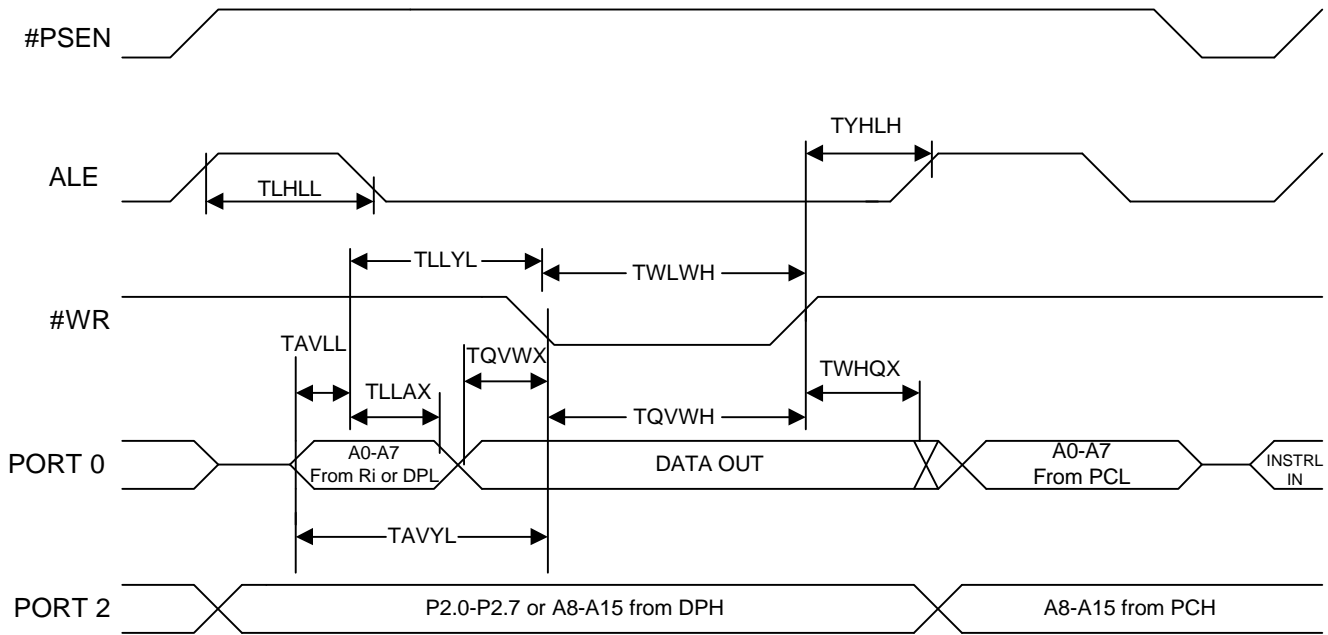 #PSEN
TYHLH
ALE
TLHLL
TLLYL
TWLWH
#WR
TAVLL
TQVWX
TWHQX
TLLAX
TQVWH
PORT 0
A0-A7
From Ri or DPL
DATA OUT
A0-A7
From PCL
INSTRL
IN
TAVYL
PORT 2
P2.0-P2.7 or A8-A15 from DPH
A8-A15 from PCH